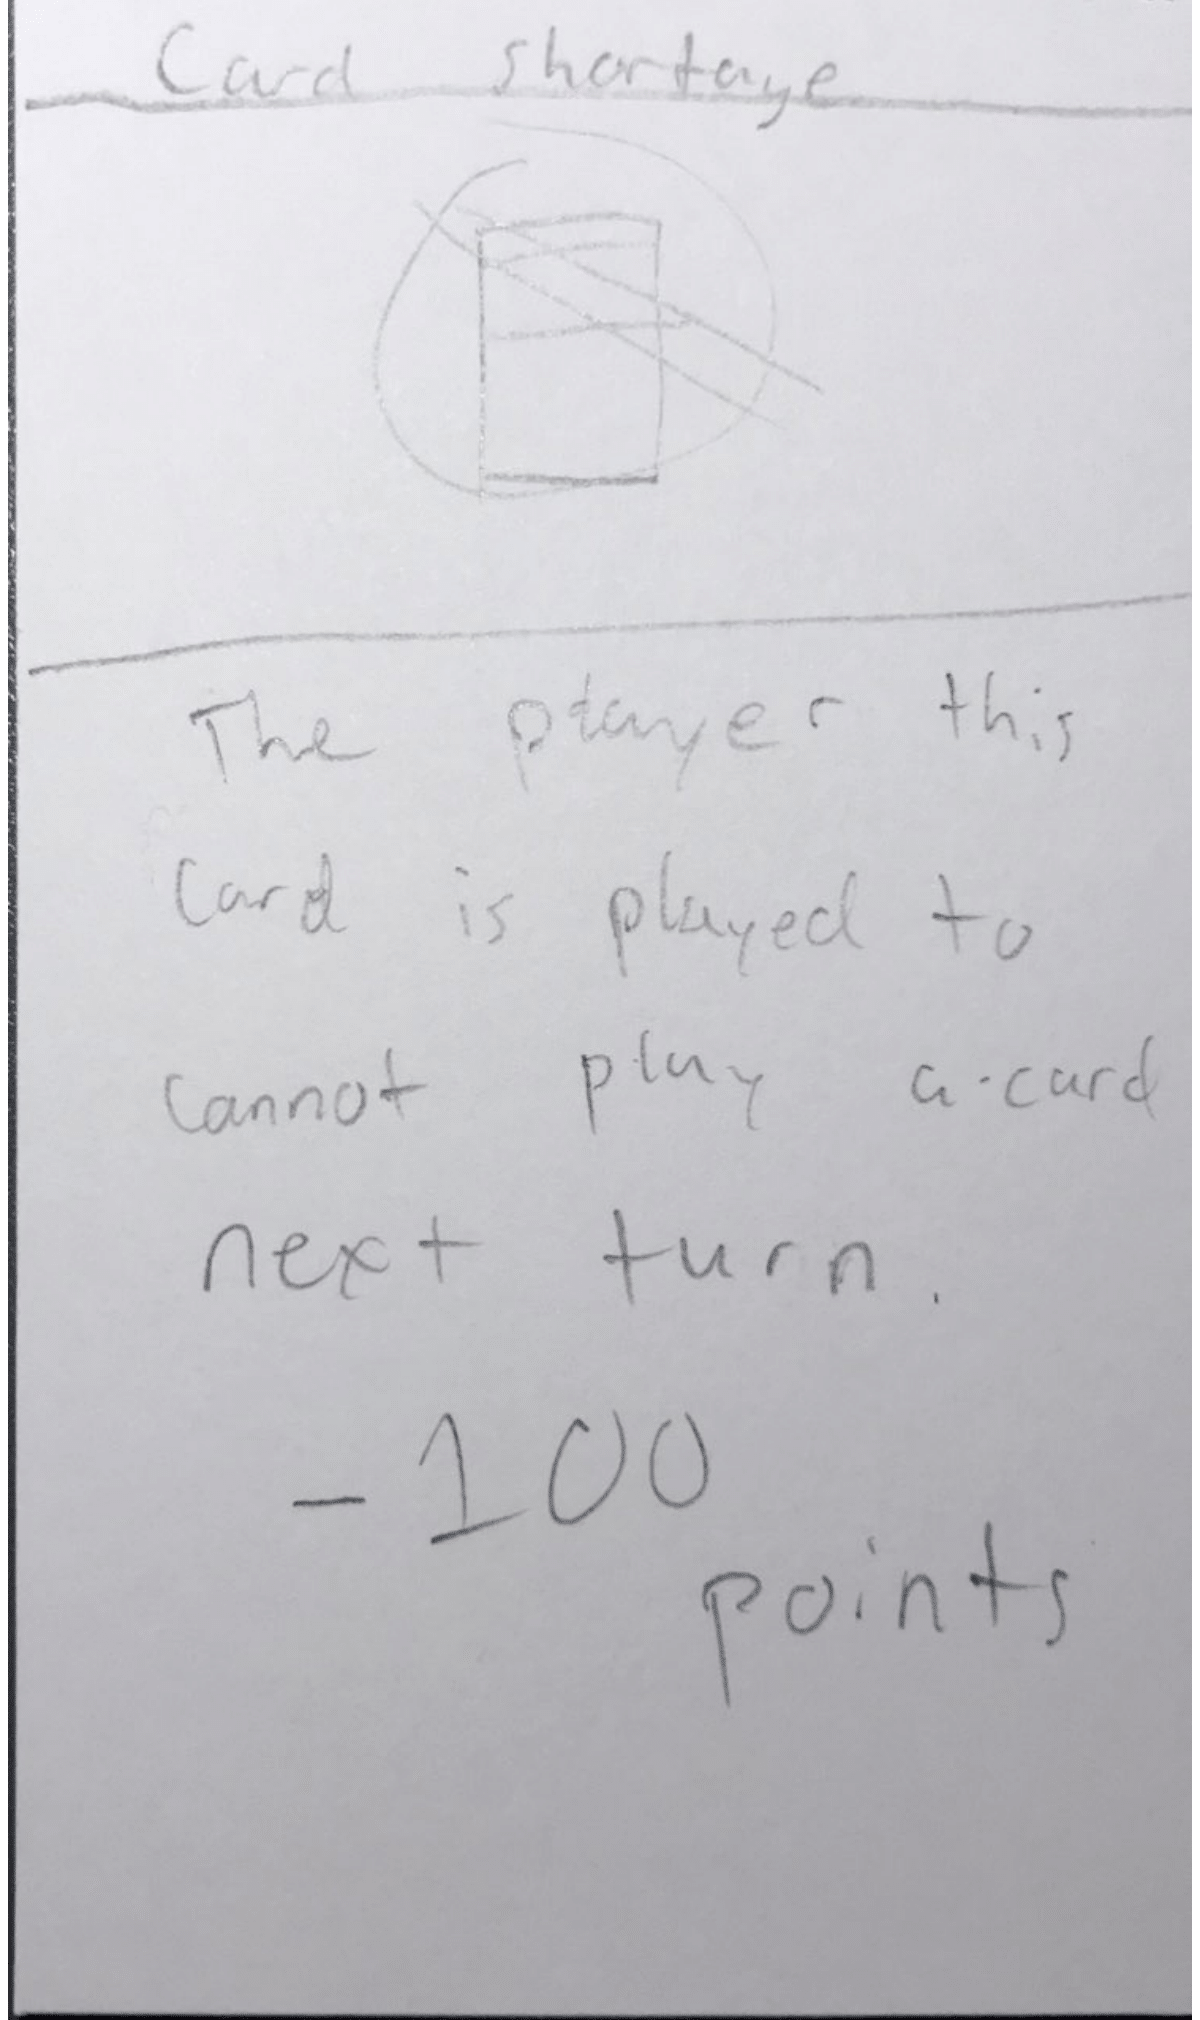 Card shortage
The player this
card is played to
cannot play a card
next turn.
-100
points